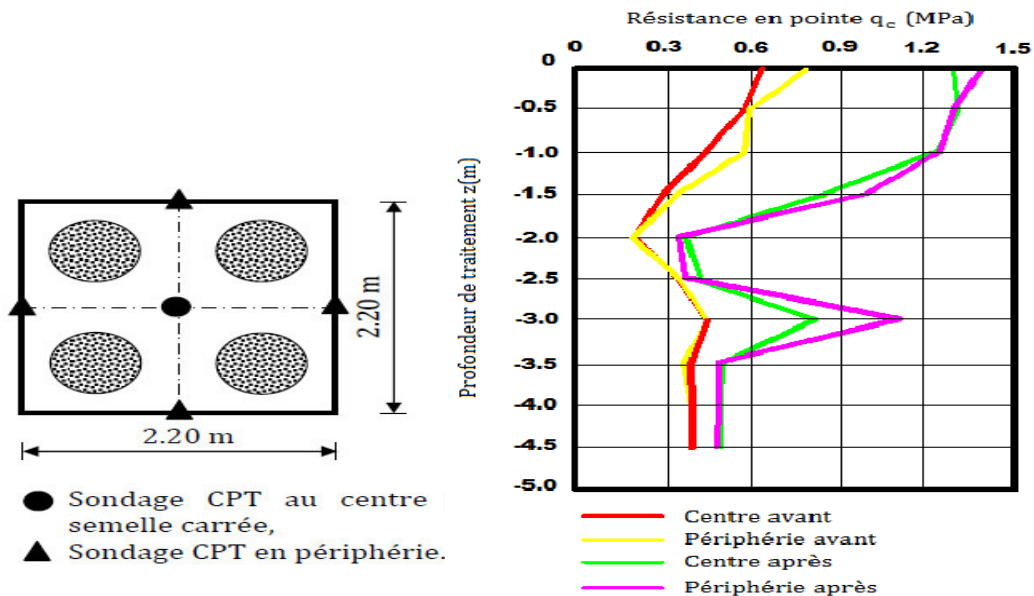 2.20 m
2.20 m
Sondage CPT au centre
semelle carrée,
Sondage CPT en périphérie.
Résistance en pointe q_c (MPa)
0 0.3 0.6 0.9 1.2 1.5
Profondeur de traitement z(m)
0
-0.5
-1.0
-1.5
-2.0
-2.5
-3.0
-3.5
-4.0
-4.5
-5.0
Centre avant
Périphérie avant
Centre après
Périphérie après